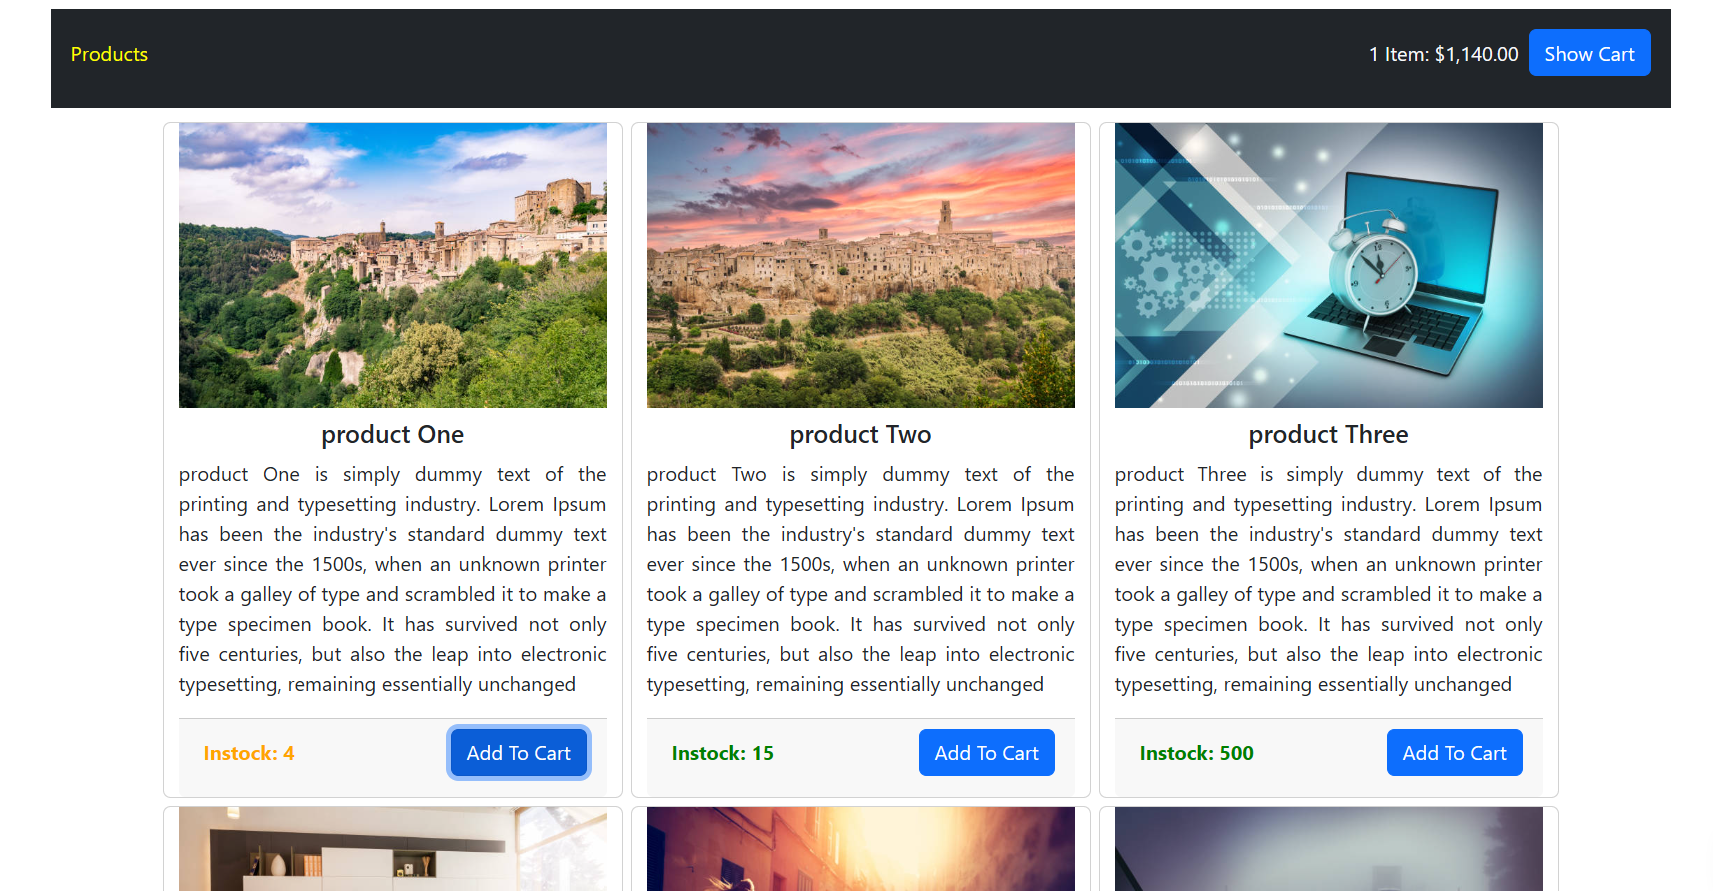 Products
1 Item: $1,140.00 Show Cart
product One
product One is simply dummy text of the
printing and typesetting industry. Lorem Ipsum
has been the industry's standard dummy text
ever since the 1500s, when an unknown printer
took a galley of type and scrambled it to make a
type specimen book. It has survived not only
five centuries, but also the leap into electronic
typesetting, remaining essentially unchanged
Instock: 4 Add To Cart
product Two
product Two is simply dummy text of the
printing and typesetting industry. Lorem Ipsum
has been the industry's standard dummy text
ever since the 1500s, when an unknown printer
took a galley of type and scrambled it to make a
type specimen book. It has survived not only
five centuries, but also the leap into electronic
typesetting, remaining essentially unchanged
Instock: 15 Add To Cart
product Three
product Three is simply dummy text of the
printing and typesetting industry. Lorem Ipsum
has been the industry's standard dummy text
ever since the 1500s, when an unknown printer
took a galley of type and scrambled it to make a
type specimen book. It has survived not only
five centuries, but also the leap into electronic
typesetting, remaining essentially unchanged
Instock: 500 Add To Cart